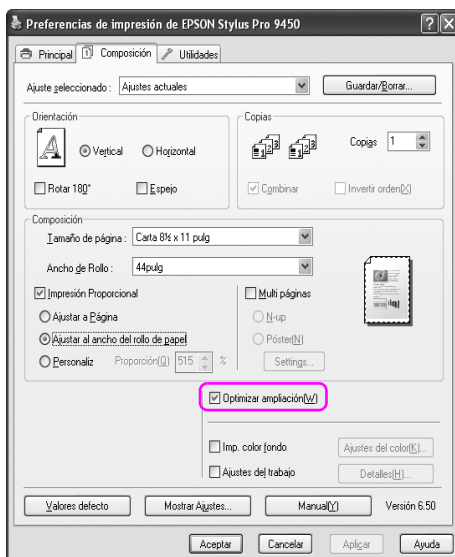 Preferencias de impresión de EPSON Stylus Pro 9450
Principal Composición Utilidades
Ajuste seleccionado : Ajustes actuales Guardar/Borrar...
Orientación
Vertical Horizontal
Rotar 180° Espejo
Copias
Copias 1
Combinar Invertir orden(X)
Composición
Tamaño de página : Carta 8½ x 11 pulg
Ancho de Rollo : 44pulg
Impresión Proporcional
Ajustar a Página
Ajustar al ancho del rollo de papel
Personaliz Proporción(Q) 515 %
Multi páginas
N-up
Póster(N)
Settings...
Optimizar ampliación(W)
Imp. color fondo Ajustes del color(K)...
Ajustes del trabajo Detalles(H)...
Valores defecto Mostrar Ajustes... Manual(Y) Versión 6.50
Aceptar Cancelar Aplicar Ayuda